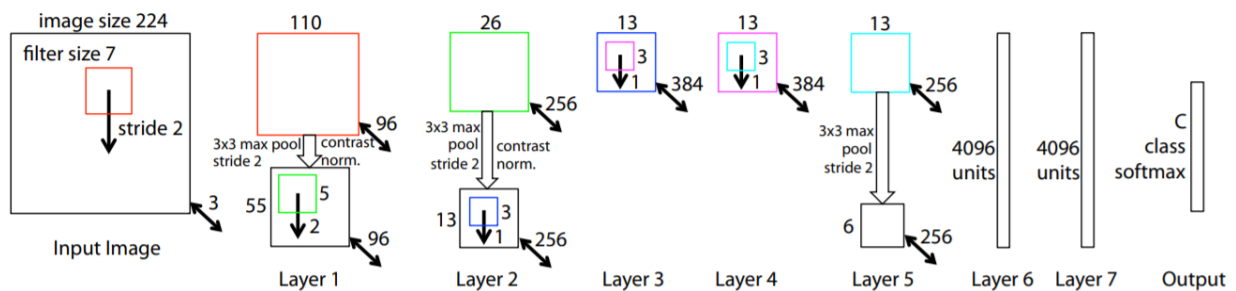 image size 224
filter size 7
stride 2
3
Input Image
110
96
3x3 max pool
stride 2
contrast
norm.
55
5
2
96
Layer 1
26
256
3x3 max
pool
stride 2
contrast
norm.
13
3
1
256
Layer 2
13
3
1
384
Layer 3
13
3
1
384
Layer 4
13
256
3x3 max
pool
stride 2
6
256
Layer 5
4096
units
Layer 6
4096
units
Layer 7
C
class
softmax
Output